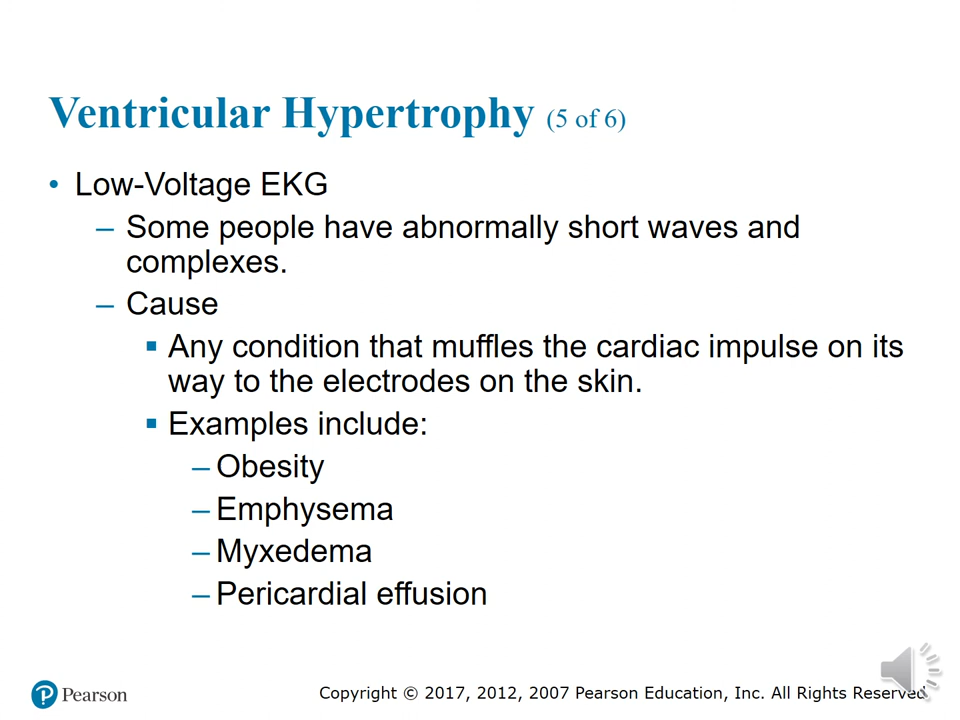 Ventricular Hypertrophy (5 of 6)
• Low-Voltage EKG
– Some people have abnormally short waves and
complexes.
– Cause
▪ Any condition that muffles the cardiac impulse on its
way to the electrodes on the skin.
▪ Examples include:
– Obesity
– Emphysema
– Myxedema
– Pericardial effusion
Pearson
Copyright © 2017, 2012, 2007 Pearson Education, Inc. All Rights Reserved